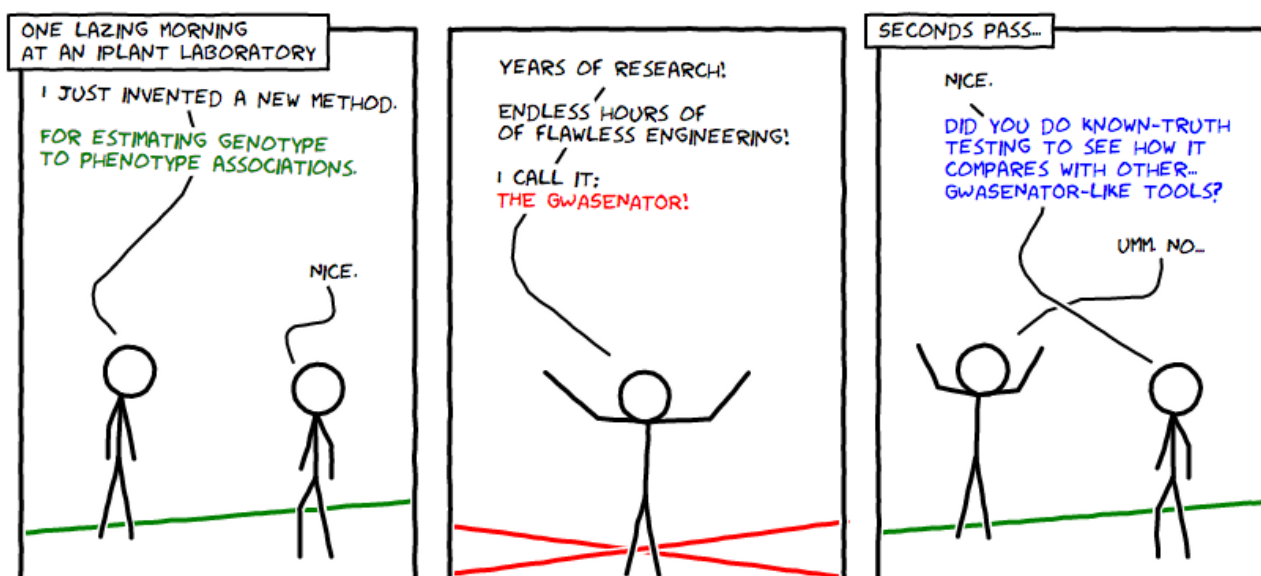 ONE LAZING MORNING
AT AN IPLANT LABORATORY
I JUST INVENTED A NEW METHOD.
FOR ESTIMATING GENOTYPE
TO PHENOTYPE ASSOCIATIONS.
NICE.
YEARS OF RESEARCH!
ENDLESS HOURS OF
OF FLAWLESS ENGINEERING!
I CALL IT:
THE GWASENATOR!
SECONDS PASS...
NICE.
DID YOU DO KNOWN-TRUTH
TESTING TO SEE HOW IT
COMPARES WITH OTHER...
GWASENATOR-LIKE TOOLS?
UMM. NO...